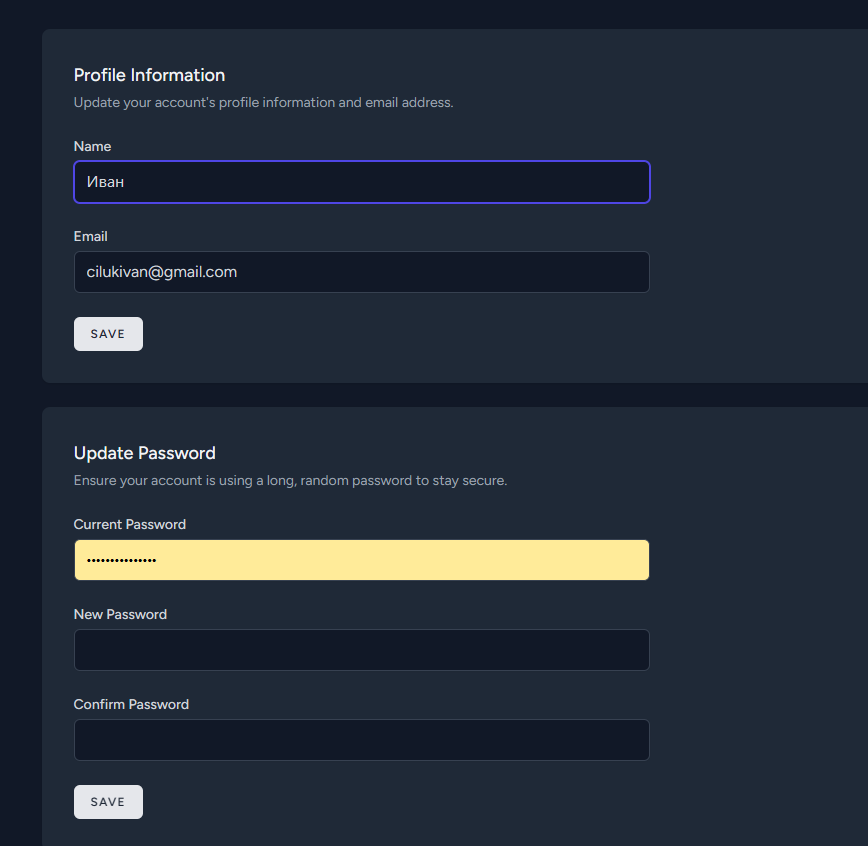 Profile Information
Update your account's profile information and email address.
Name
Иван
Email
cilukivan@gmail.com
SAVE
Update Password
Ensure your account is using a long, random password to stay secure.
Current Password
•••••••••••••••
New Password
Confirm Password
SAVE